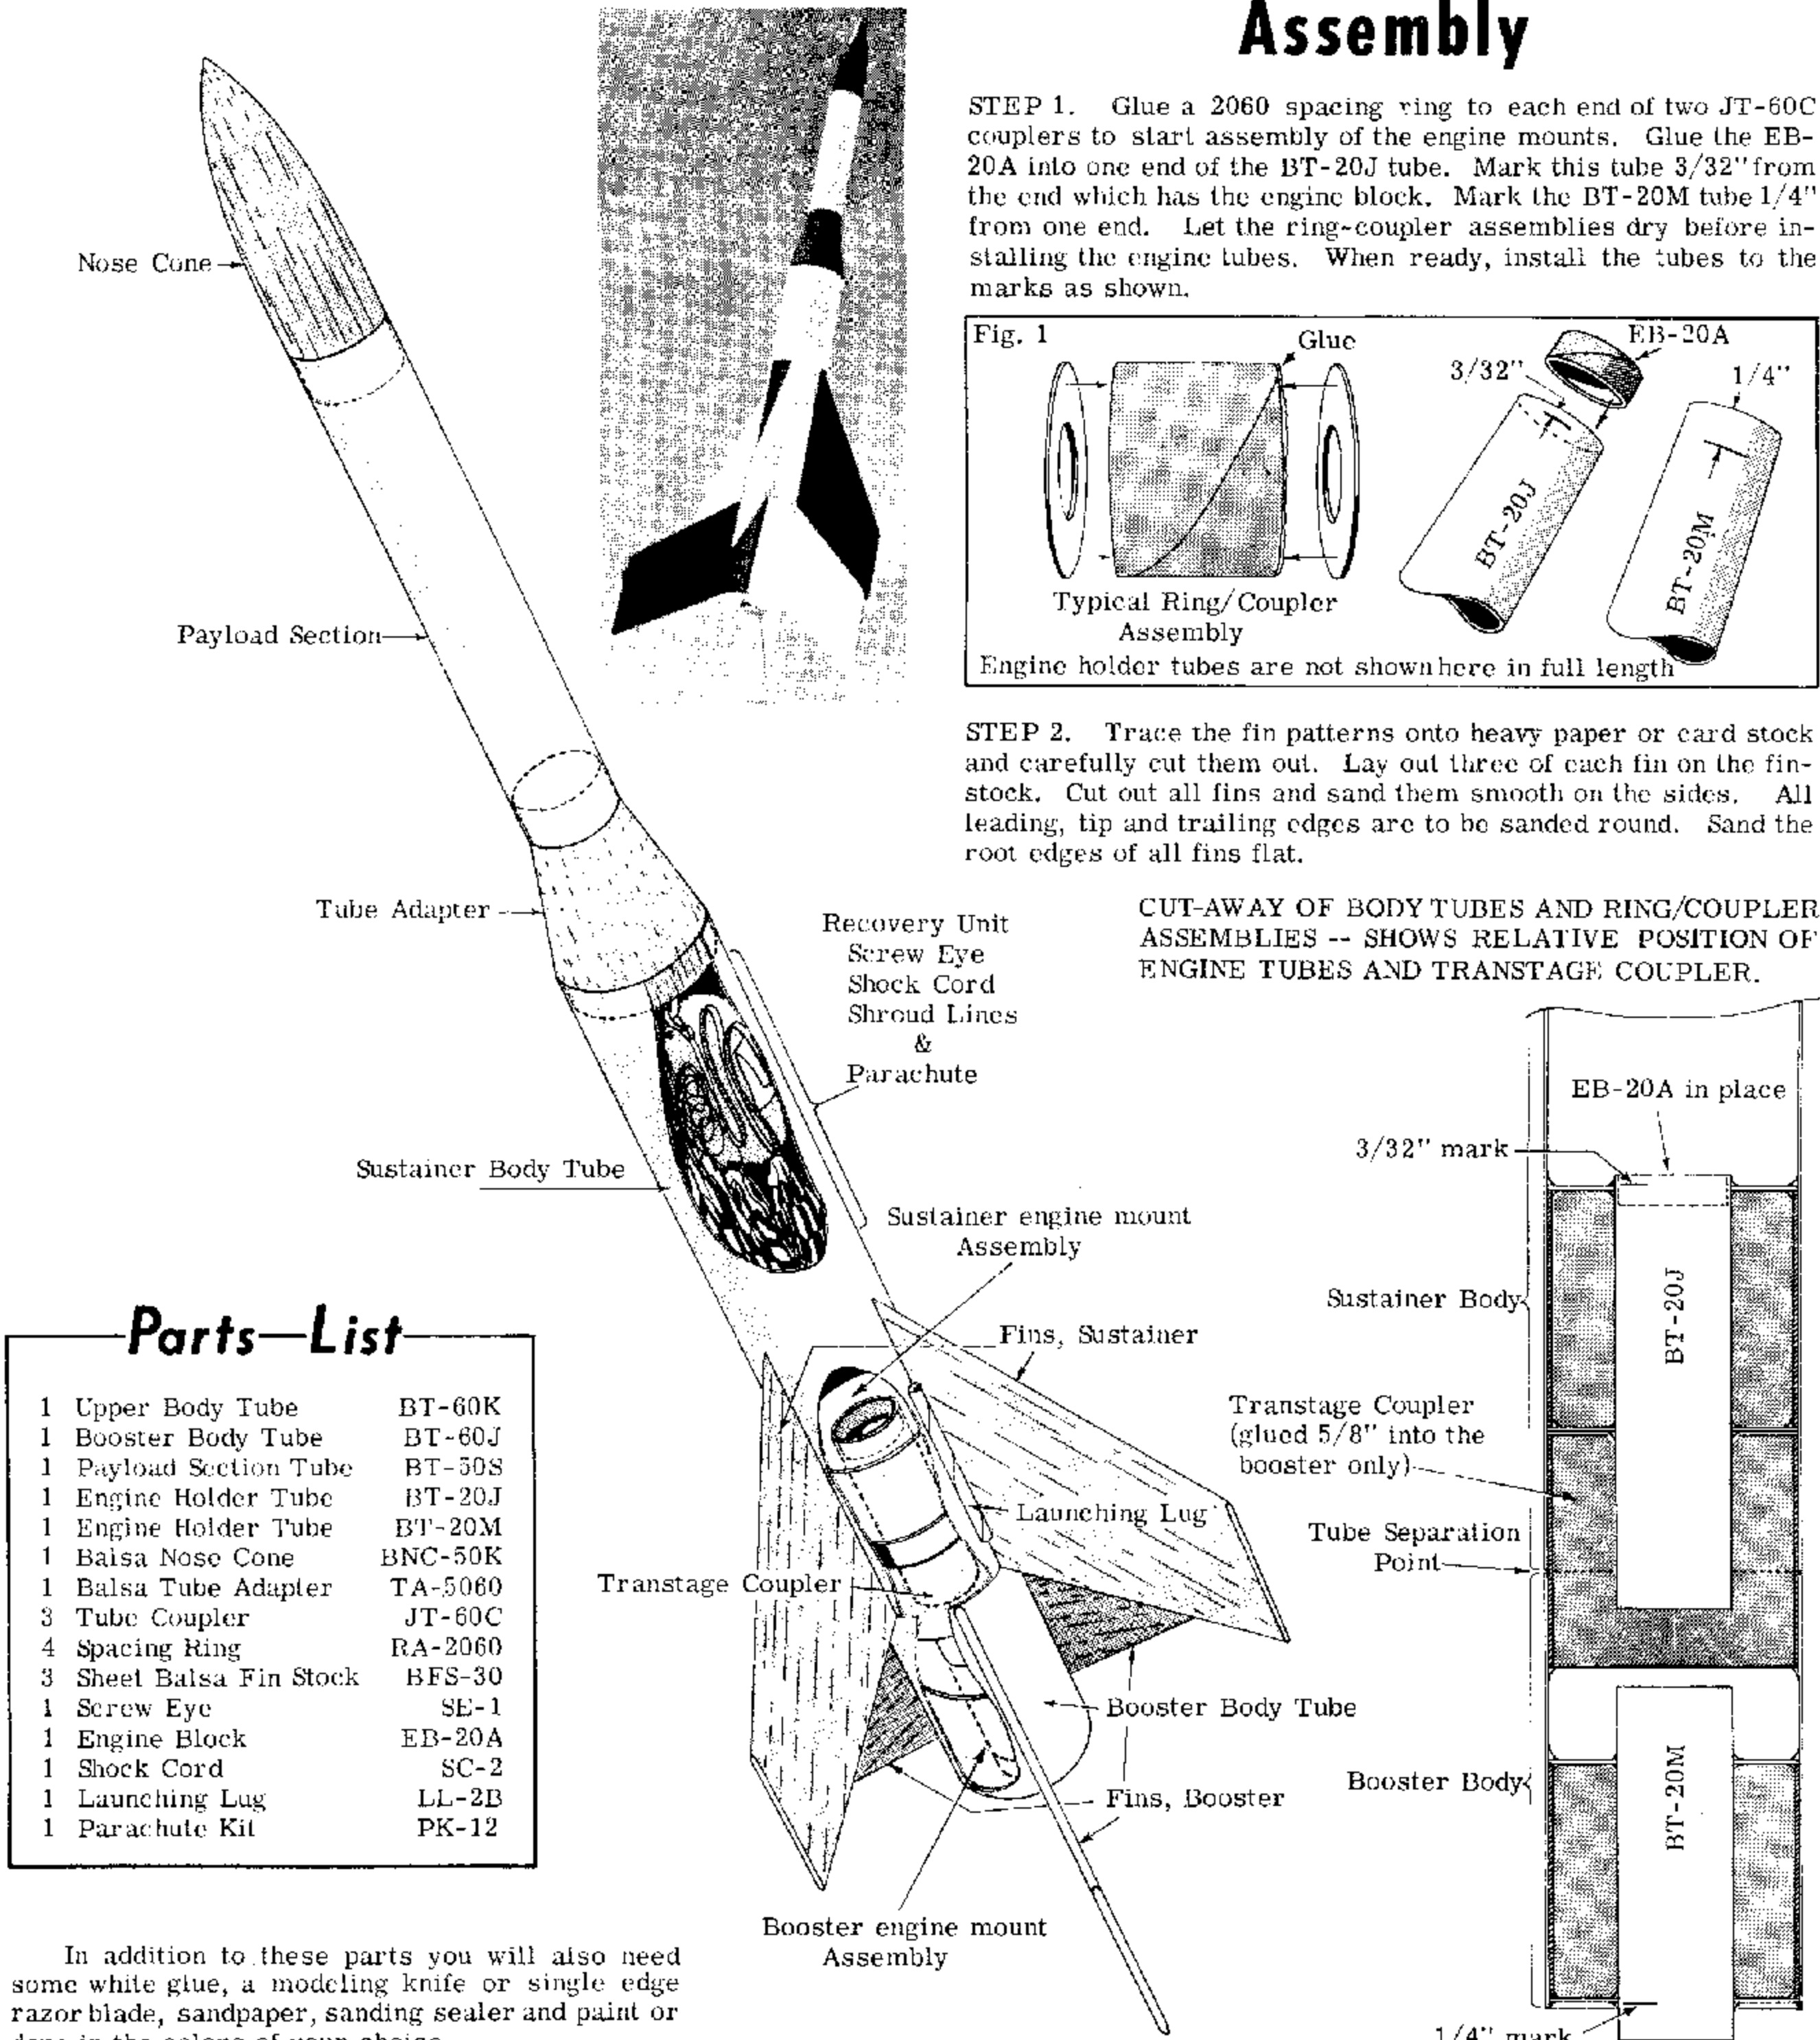 Assembly
STEP 1. Glue a 2060 spacing ring to each end of two JT-60C
couplers to start assembly of the engine mounts. Glue the EB-
20A into one end of the BT-20J tube. Mark this tube 3/32" from
the end which has the engine block. Mark the BT-20M tube 1/4"
from one end. Let the ring-coupler assemblies dry before in-
stalling the engine tubes. When ready, install the tubes to the
marks as shown.
Fig. 1
Glue
EB-20A
3/32"
1/4"
BT-20J
BT-20M
Typical Ring/Coupler
Assembly
Engine holder tubes are not shown here in full length
STEP 2. Trace the fin patterns onto heavy paper or card stock
and carefully cut them out. Lay out three of each fin on the fin-
stock. Cut out all fins and sand them smooth on the sides. All
leading, tip and trailing edges are to be sanded round. Sand the
root edges of all fins flat.
CUT-AWAY OF BODY TUBES AND RING/COUPLER
ASSEMBLIES -- SHOWS RELATIVE POSITION OF
ENGINE TUBES AND TRANSTAGE COUPLER.
EB-20A in place
3/32" mark
Sustainer Body
BT-20J
Transtage Coupler
(glued 5/8" into the
booster only)
Tube Separation
Point
Booster Body
BT-20M
1/4" mark
Nose Cone
Payload Section
Tube Adapter
Recovery Unit
Screw Eye
Shock Cord
Shroud Lines
&
Parachute
Sustainer Body Tube
Sustainer engine mount
Assembly
Fins, Sustainer
Launching Lug
Transtage Coupler
Booster Body Tube
Fins, Booster
Booster engine mount
Assembly
Parts—List
1 Upper Body Tube BT-60K
1 Booster Body Tube BT-60J
1 Payload Section Tube BT-50S
1 Engine Holder Tube BT-20J
1 Engine Holder Tube BT-20M
1 Balsa Nose Cone BNC-50K
1 Balsa Tube Adapter TA-5060
3 Tube Coupler JT-60C
4 Spacing Ring RA-2060
3 Sheet Balsa Fin Stock BFS-30
1 Screw Eye SE-1
1 Engine Block EB-20A
1 Shock Cord SC-2
1 Launching Lug LL-2B
1 Parachute Kit PK-12
In addition to these parts you will also need
some white glue, a modeling knife or single edge
razor blade, sandpaper, sanding sealer and paint or